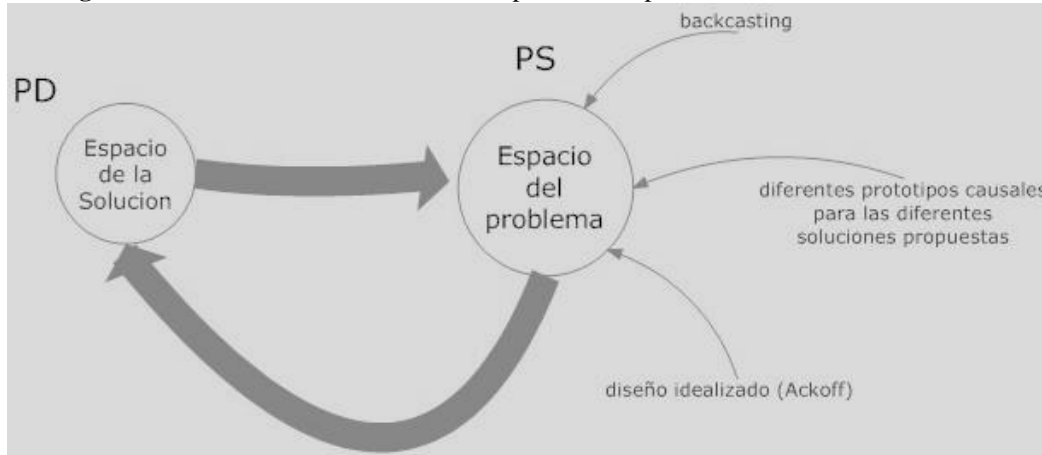 backcasting
PS
PD
Espacio
de la
Solucion
Espacio
del
problema
diferentes prototipos causales
para las diferentes
soluciones propuestas
diseño idealizado (Ackoff)